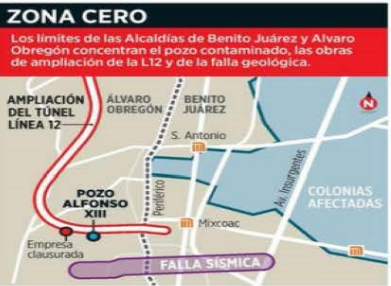 ZONA CERO
Los límites de las Alcaldías de Benito Juárez y Alvaro
Obregón concentran el pozo contaminado, las obras
de ampliación de la L12 y de la falla geológica.
AMPLIACIÓN
DEL TÚNEL
LÍNEA 12
ÁLVARO
OBREGÓN
BENITO
JUÁREZ
N
S. Antonio
Av. Insurgentes
COLONIAS
AFECTADAS
POZO
ALFONSO
XIII
Periférico
Mixcoac
Empresa
clausurada
FALLA SÍSMICA